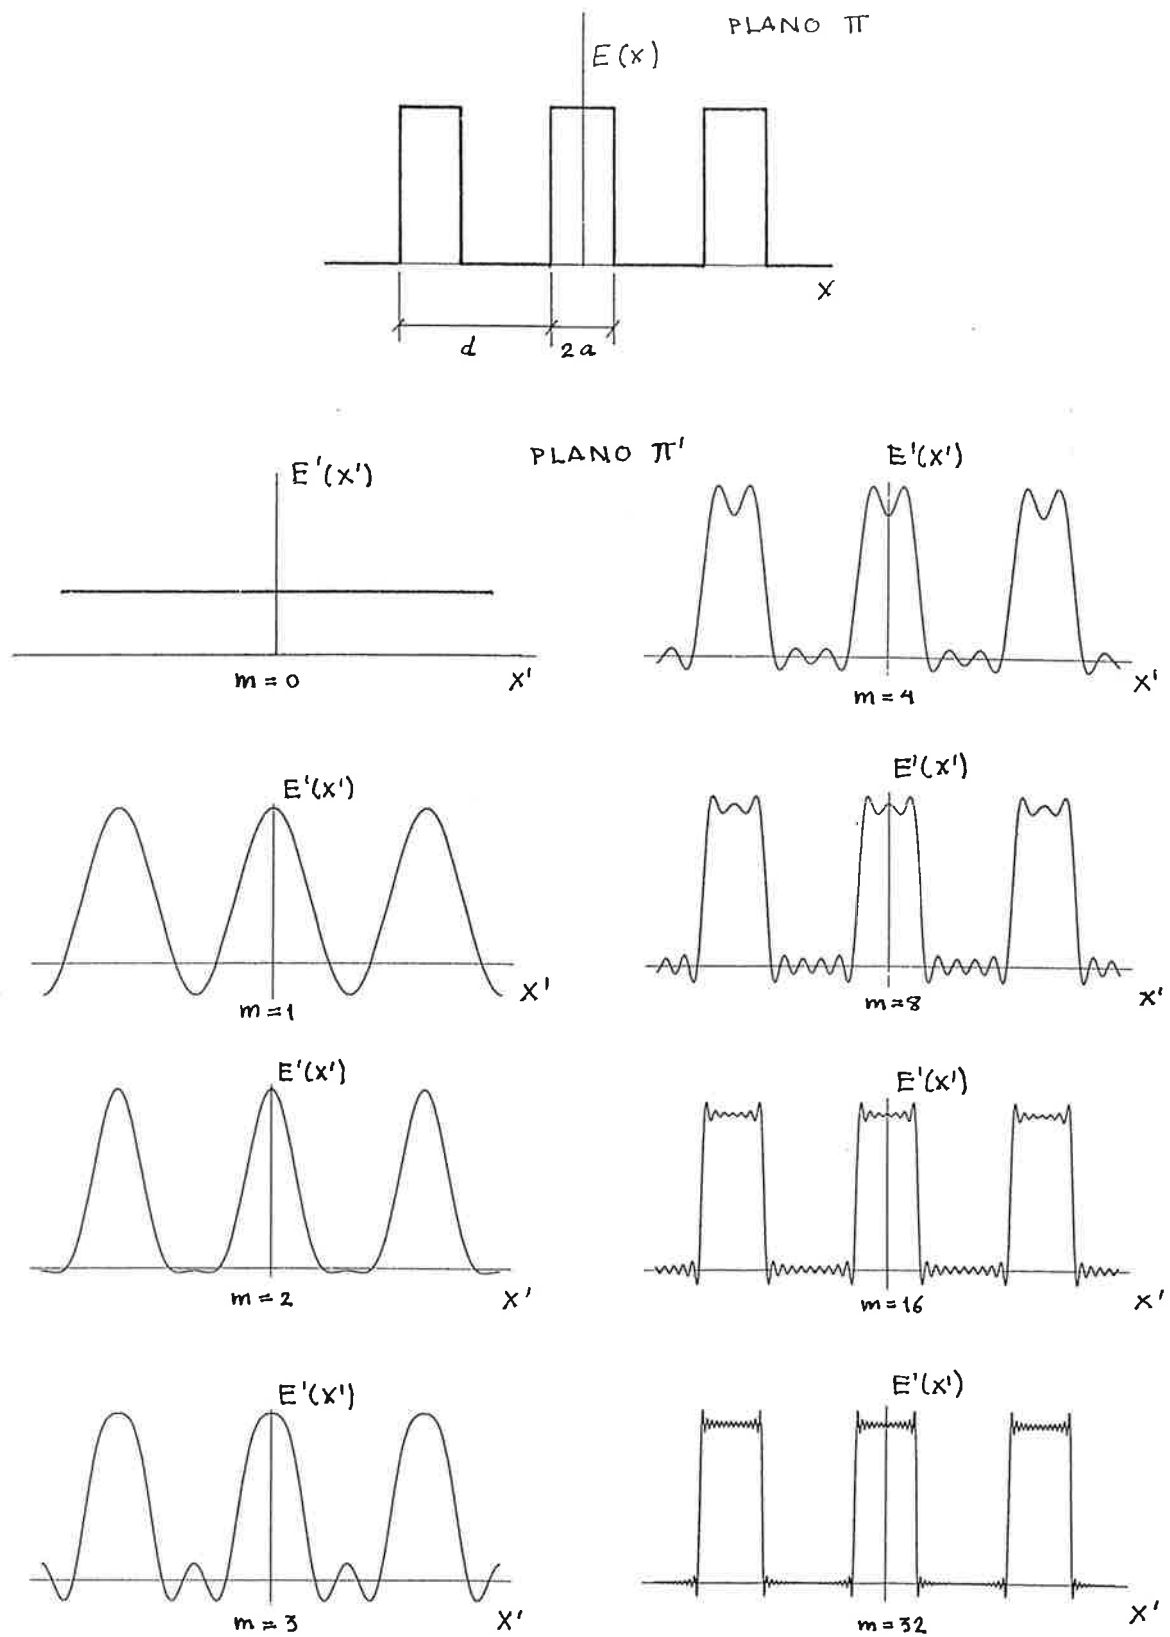 PLANO π
E(x)
x
d
2a
PLANO π'
E'(x')
m=0
x'
E'(x')
m=4
x'
E'(x')
m=1
x'
E'(x')
m=8
x'
E'(x')
m=2
x'
E'(x')
m=16
x'
E'(x')
m=3
x'
E'(x')
m=32
x'